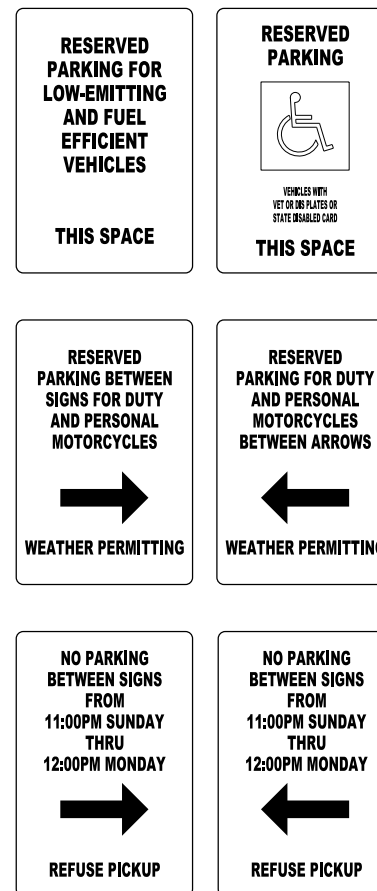 RESERVED
PARKING FOR
LOW-EMITTING
AND FUEL
EFFICIENT
VEHICLES
THIS SPACE
RESERVED
PARKING
VEHICLES WITH
VET OR DIS PLATES OR
STATE DISABLED CARD
THIS SPACE
RESERVED
PARKING BETWEEN
SIGNS FOR DUTY
AND PERSONAL
MOTORCYCLES
WEATHER PERMITTING
RESERVED
PARKING FOR DUTY
AND PERSONAL
MOTORCYCLES
BETWEEN ARROWS
WEATHER PERMITTING
NO PARKING
BETWEEN SIGNS
FROM
11:00PM SUNDAY
THRU
12:00PM MONDAY
REFUSE PICKUP
NO PARKING
BETWEEN SIGNS
FROM
11:00PM SUNDAY
THRU
12:00PM MONDAY
REFUSE PICKUP